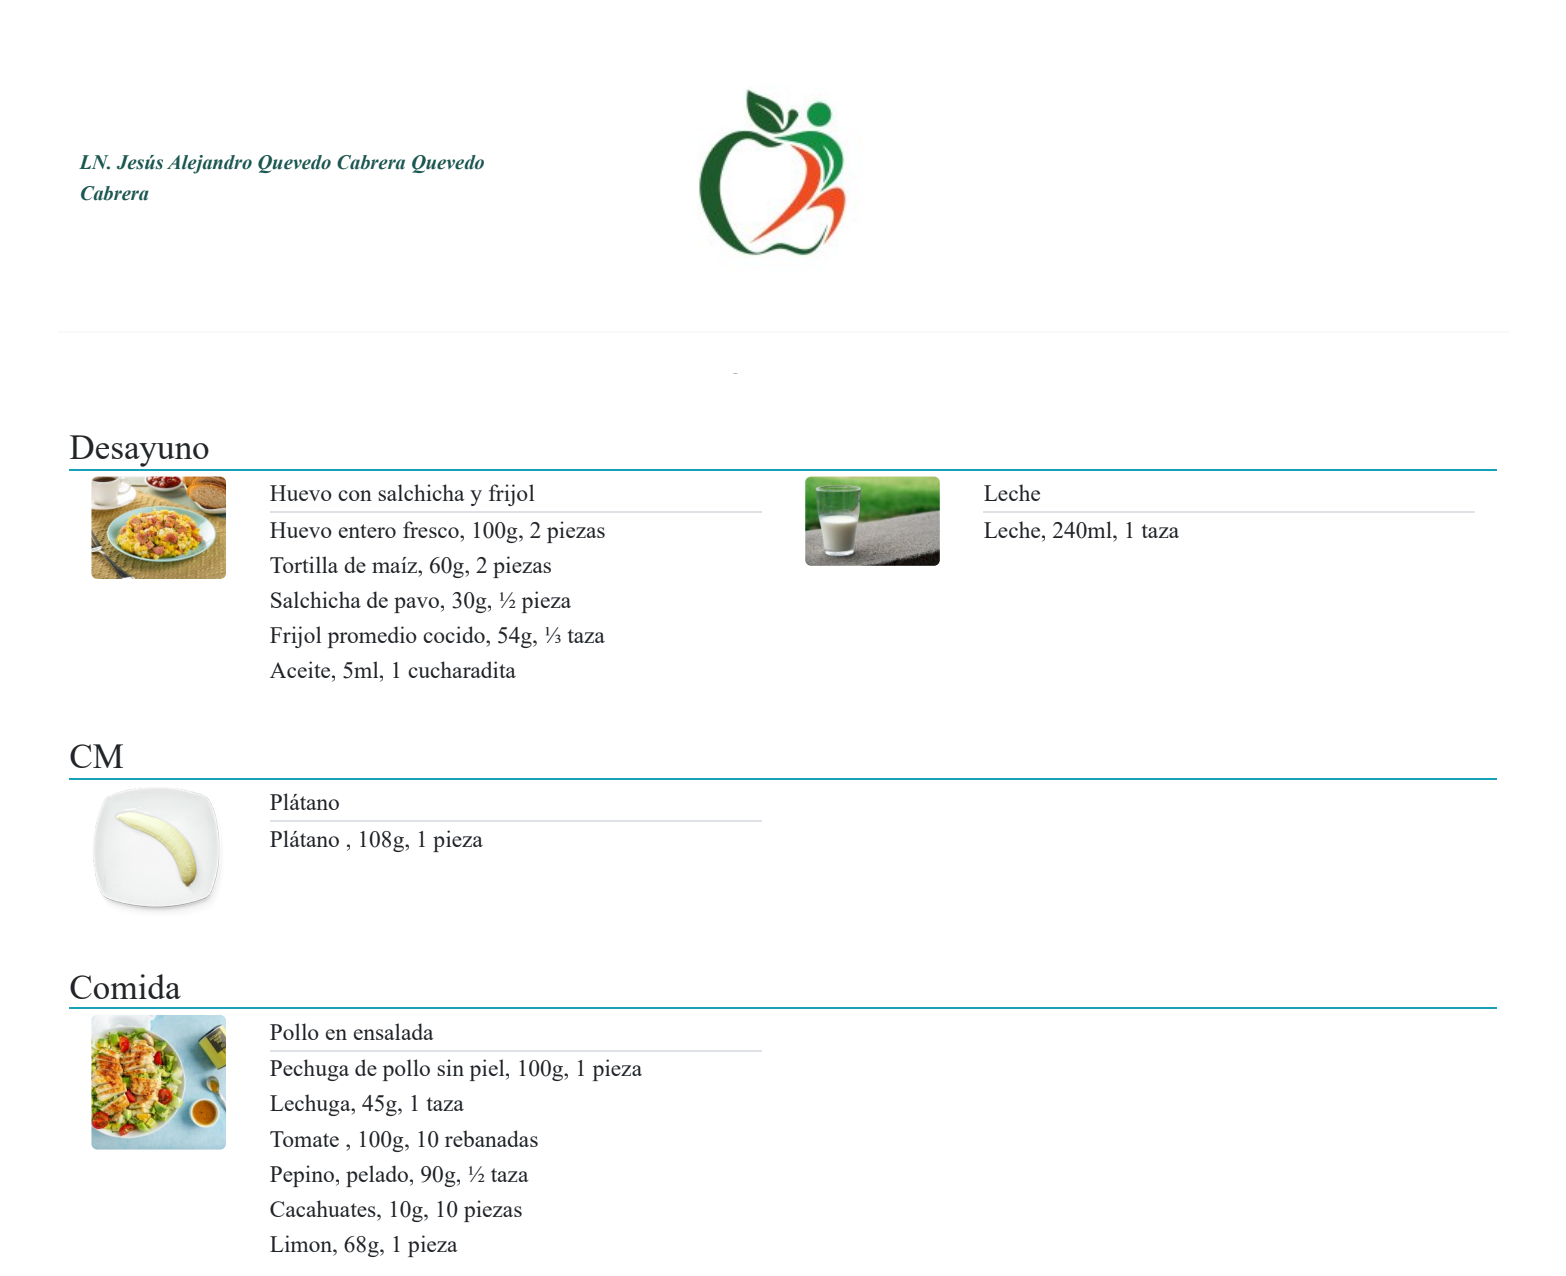 LN. Jesús Alejandro Quevedo Cabrera Quevedo
Cabrera
-
Desayuno
Huevo con salchicha y frijol
Huevo entero fresco, 100g, 2 piezas
Tortilla de maíz, 60g, 2 piezas
Salchicha de pavo, 30g, ½ pieza
Frijol promedio cocido, 54g, ⅓ taza
Aceite, 5ml, 1 cucharadita
Leche
Leche, 240ml, 1 taza
CM
Plátano
Plátano , 108g, 1 pieza
Comida
Pollo en ensalada
Pechuga de pollo sin piel, 100g, 1 pieza
Lechuga, 45g, 1 taza
Tomate , 100g, 10 rebanadas
Pepino, pelado, 90g, ½ taza
Cacahuates, 10g, 10 piezas
Limon, 68g, 1 pieza